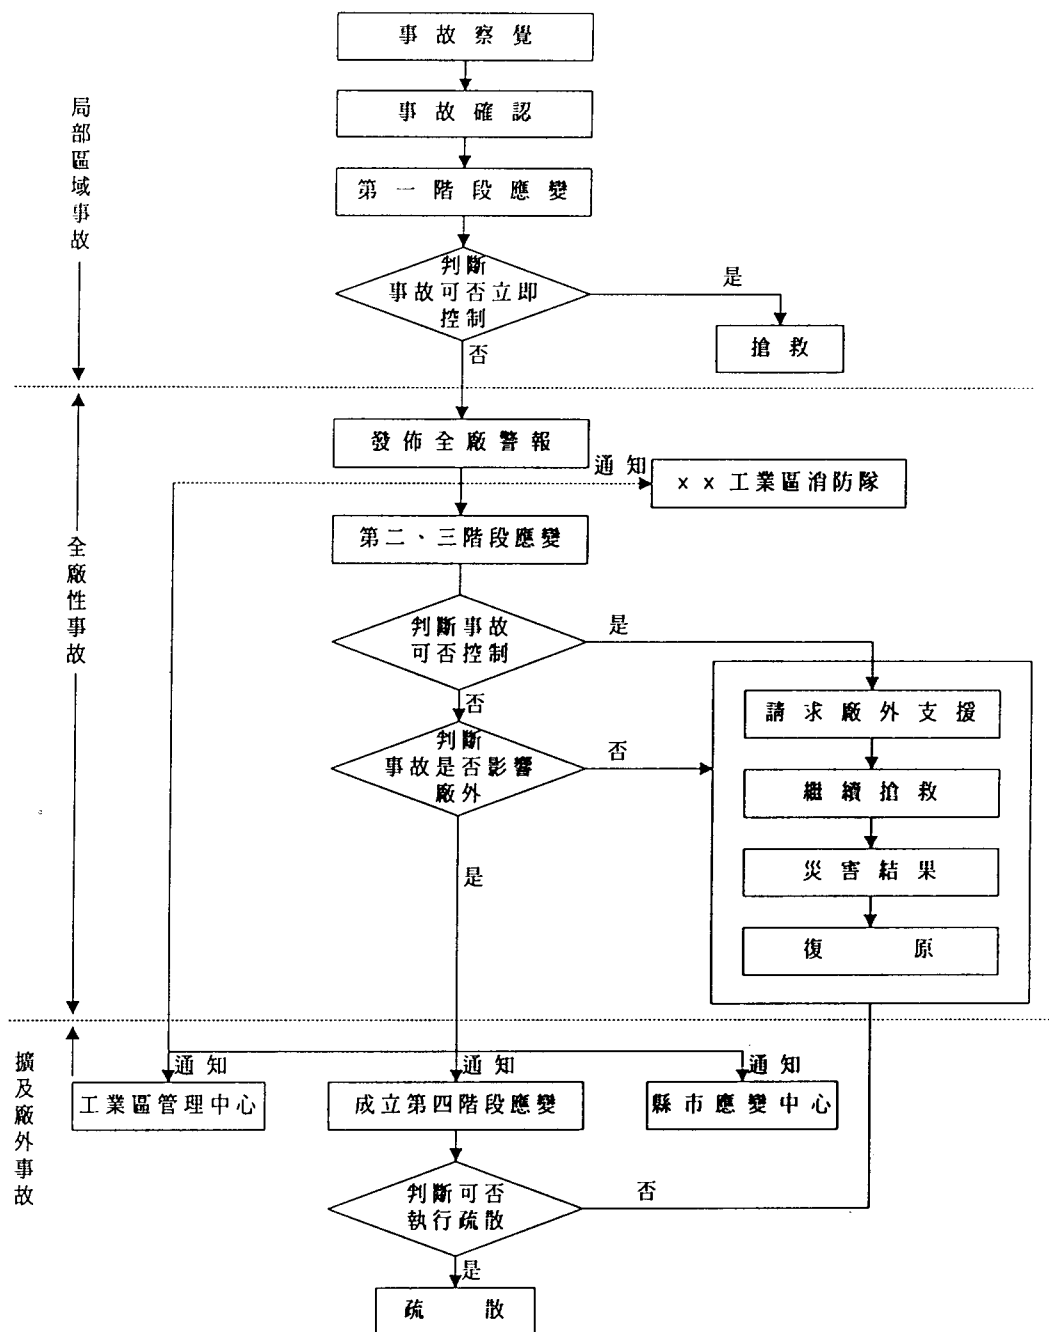 事故察覺
事故確認
第一階段應變
判斷
事故可否立即
控制
是
搶救
否
局部區域事故
發佈全廠警報
通知
××工業區消防隊
第二、三階段應變
判斷事故
可否控制
是
否
請求廠外支援
判斷
事故是否影響
廠外
否
繼續搶救
災害結果
是
復原
全廠性事故
通知
通知
通知
工業區管理中心
成立第四階段應變
縣市應變中心
判斷可否
執行疏散
否
是
疏散
擴及廠外事故